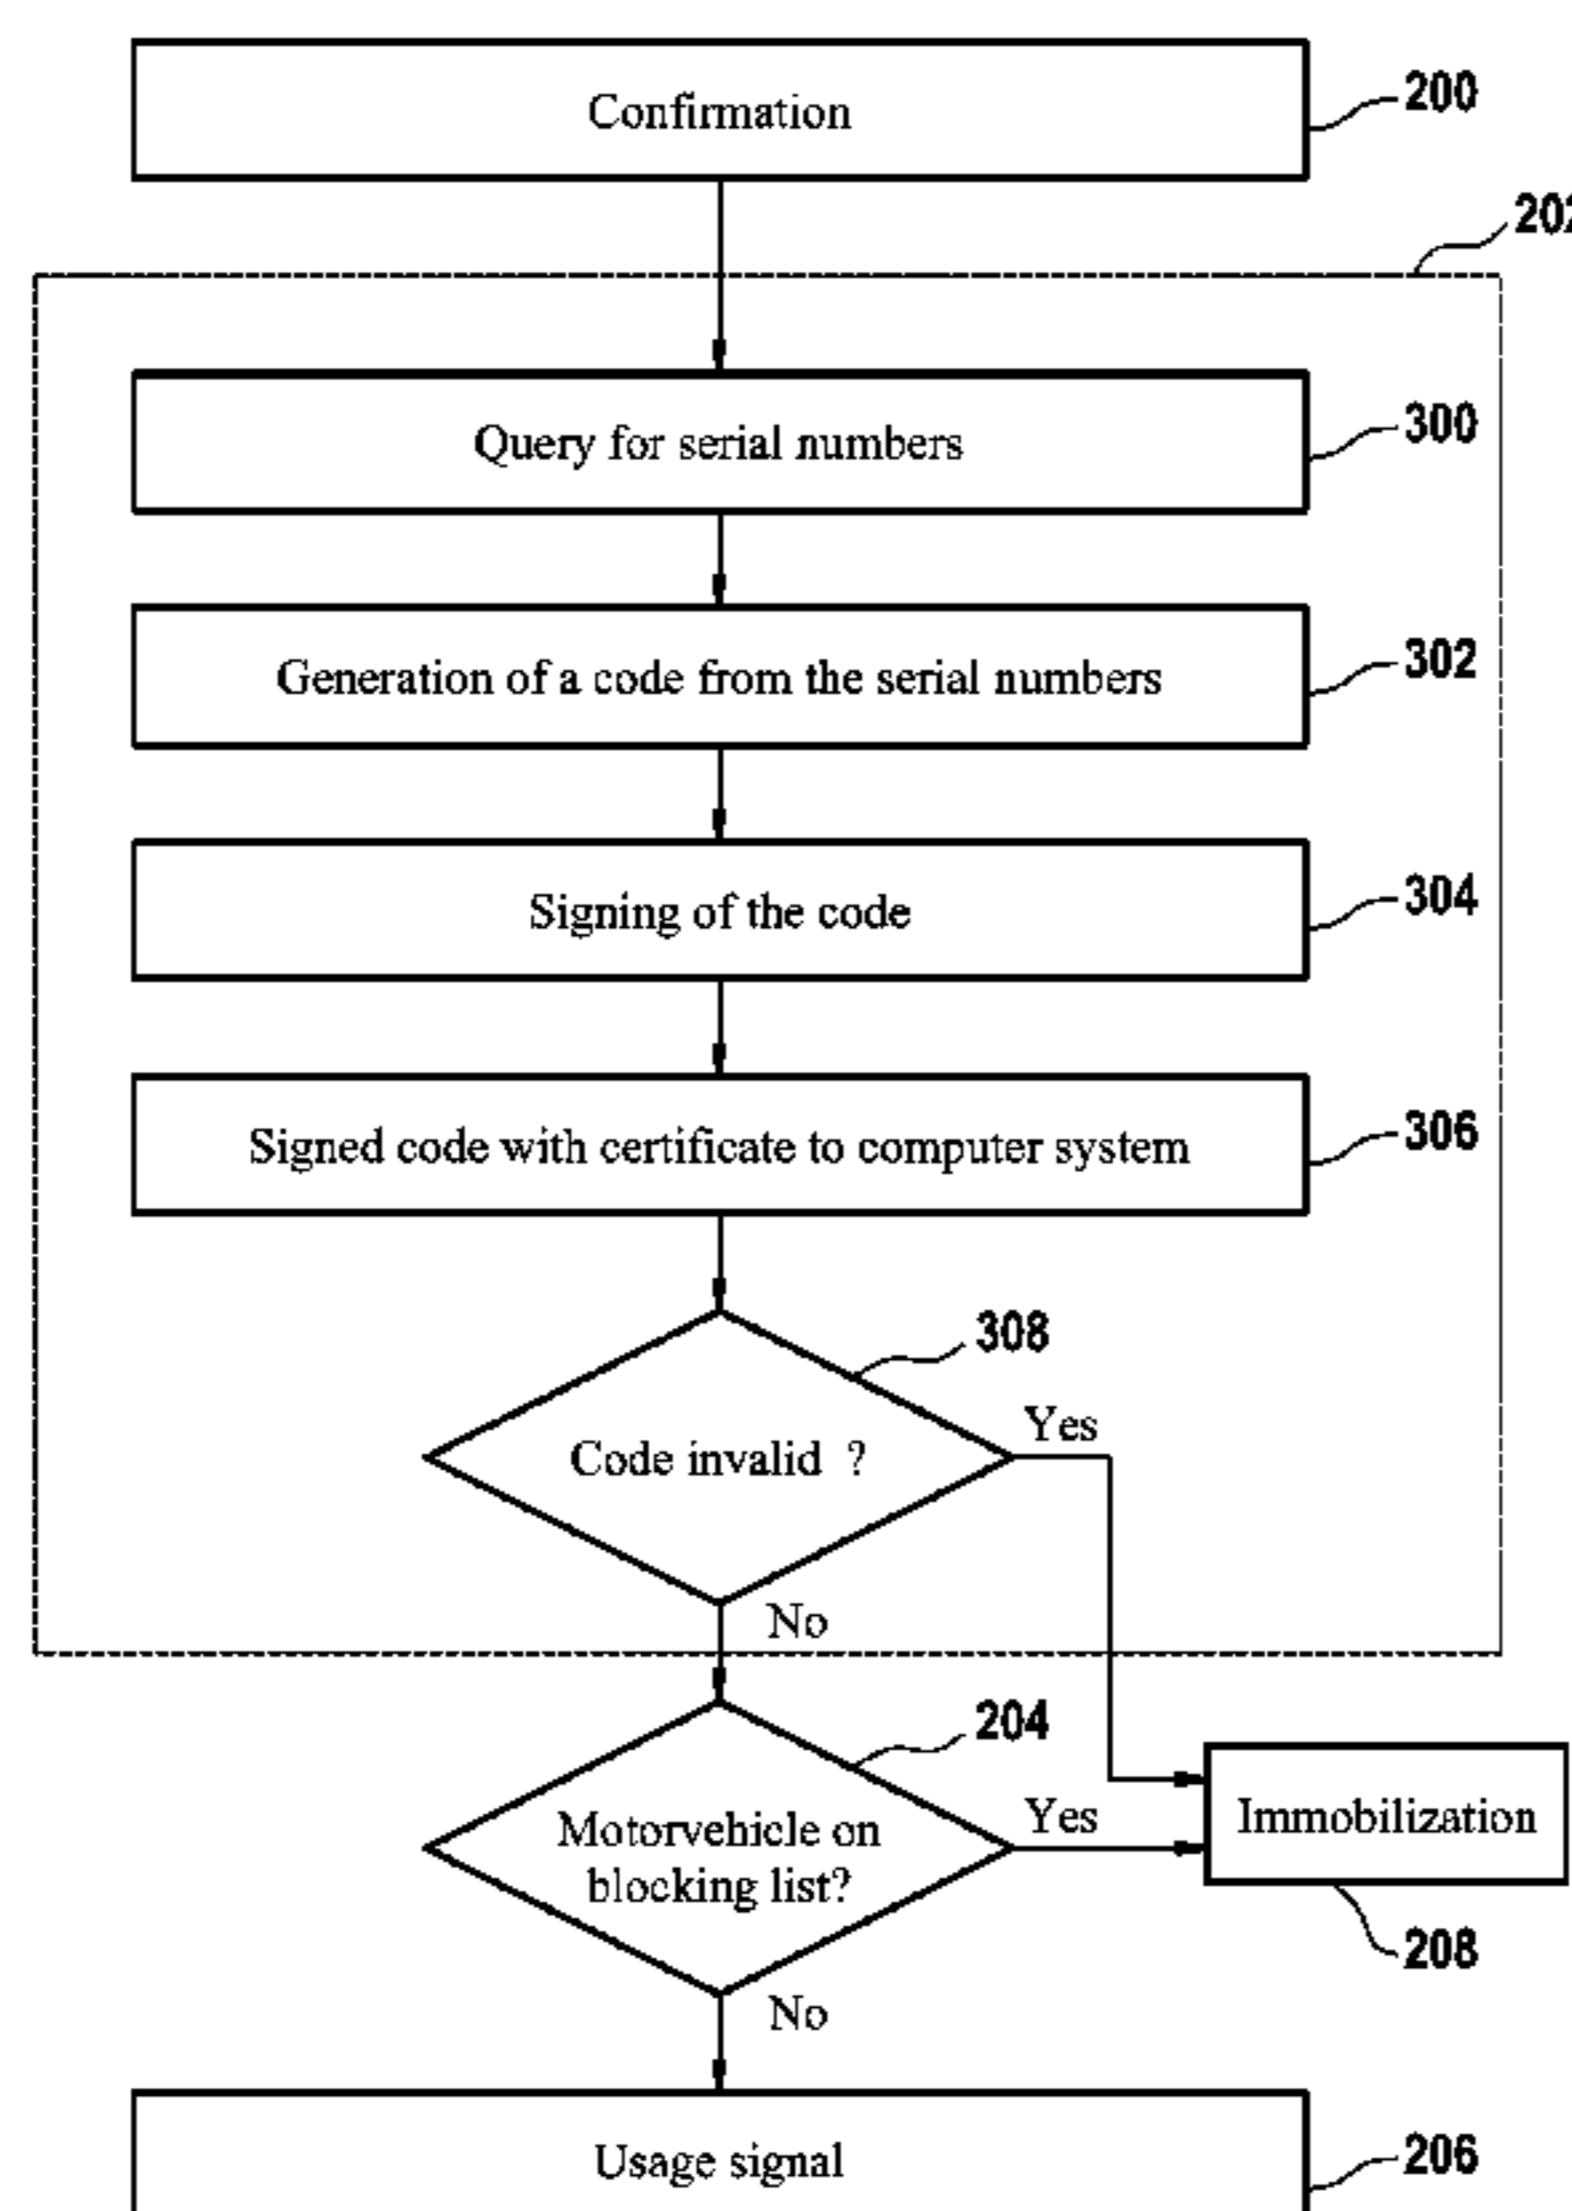 Confirmation
200
202
Query for serial numbers
300
Generation of a code from the serial numbers
302
Signing of the code
304
Signed code with certificate to computer system
306
308
Code invalid ?
Yes
No
204
Motorvehicle on
blocking list?
Yes
Immobilization
208
No
Usage signal
206